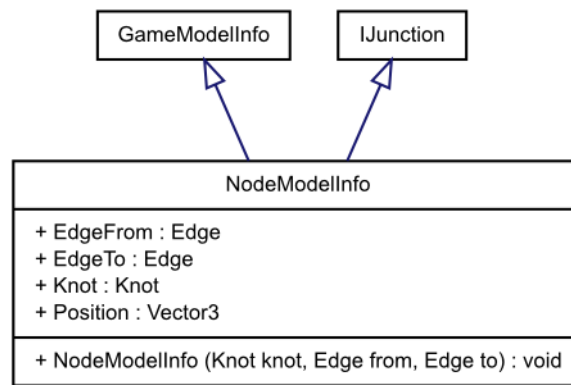 GameModelInfo
IJunction
NodeModelInfo
+ EdgeFrom : Edge
+ EdgeTo : Edge
+ Knot : Knot
+ Position : Vector3
+ NodeModelInfo (Knot knot, Edge from, Edge to) : void